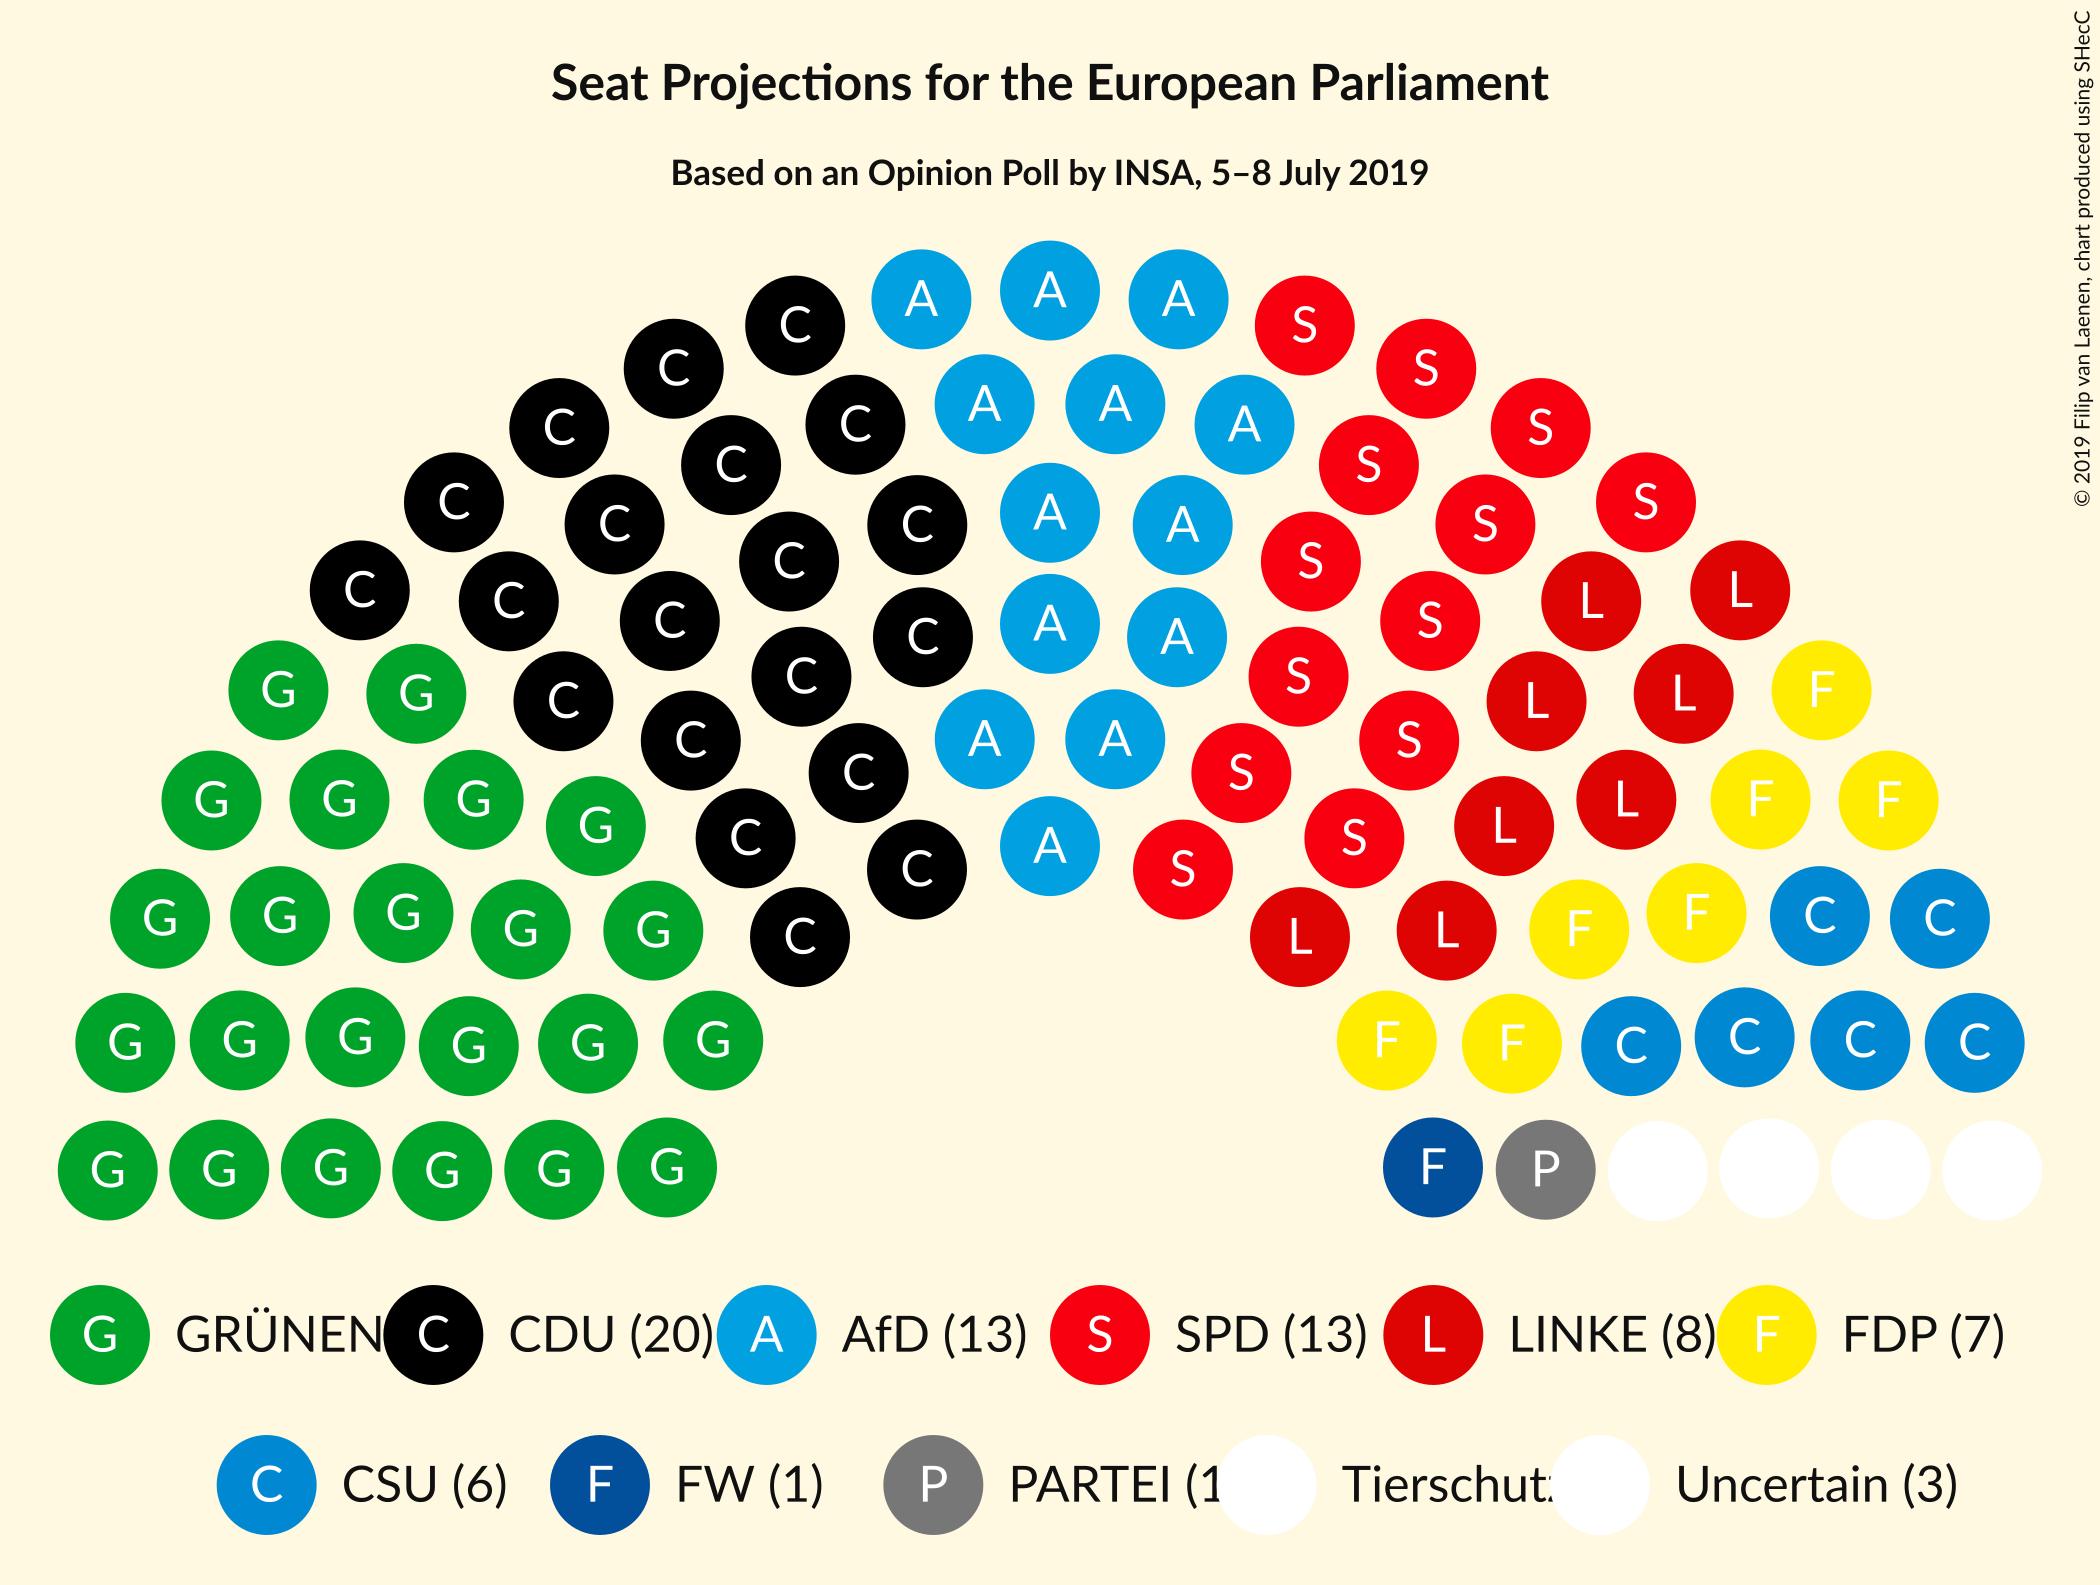 Seat Projections for the European Parliament
Based on an Opinion Poll by INSA, 5–8 July 2019
© 2019 Filip van Laenen, chart produced using SHecC
A A A
C C S S
C A A A S
C C C S S S
C C C A A S S
C C C C A A S L L
G G C C C S S L L F
G G G G C C A A S S L L F F
G G G G G C C A S L L F F C C
G G G G G G F F C C C C
G G G G G G F P
G GRÜNEN C CDU (20) A AfD (13) S SPD (13) L LINKE (8) F FDP (7)
C CSU (6) F FW (1) P PARTEI (1 Tierschutz Uncertain (3)